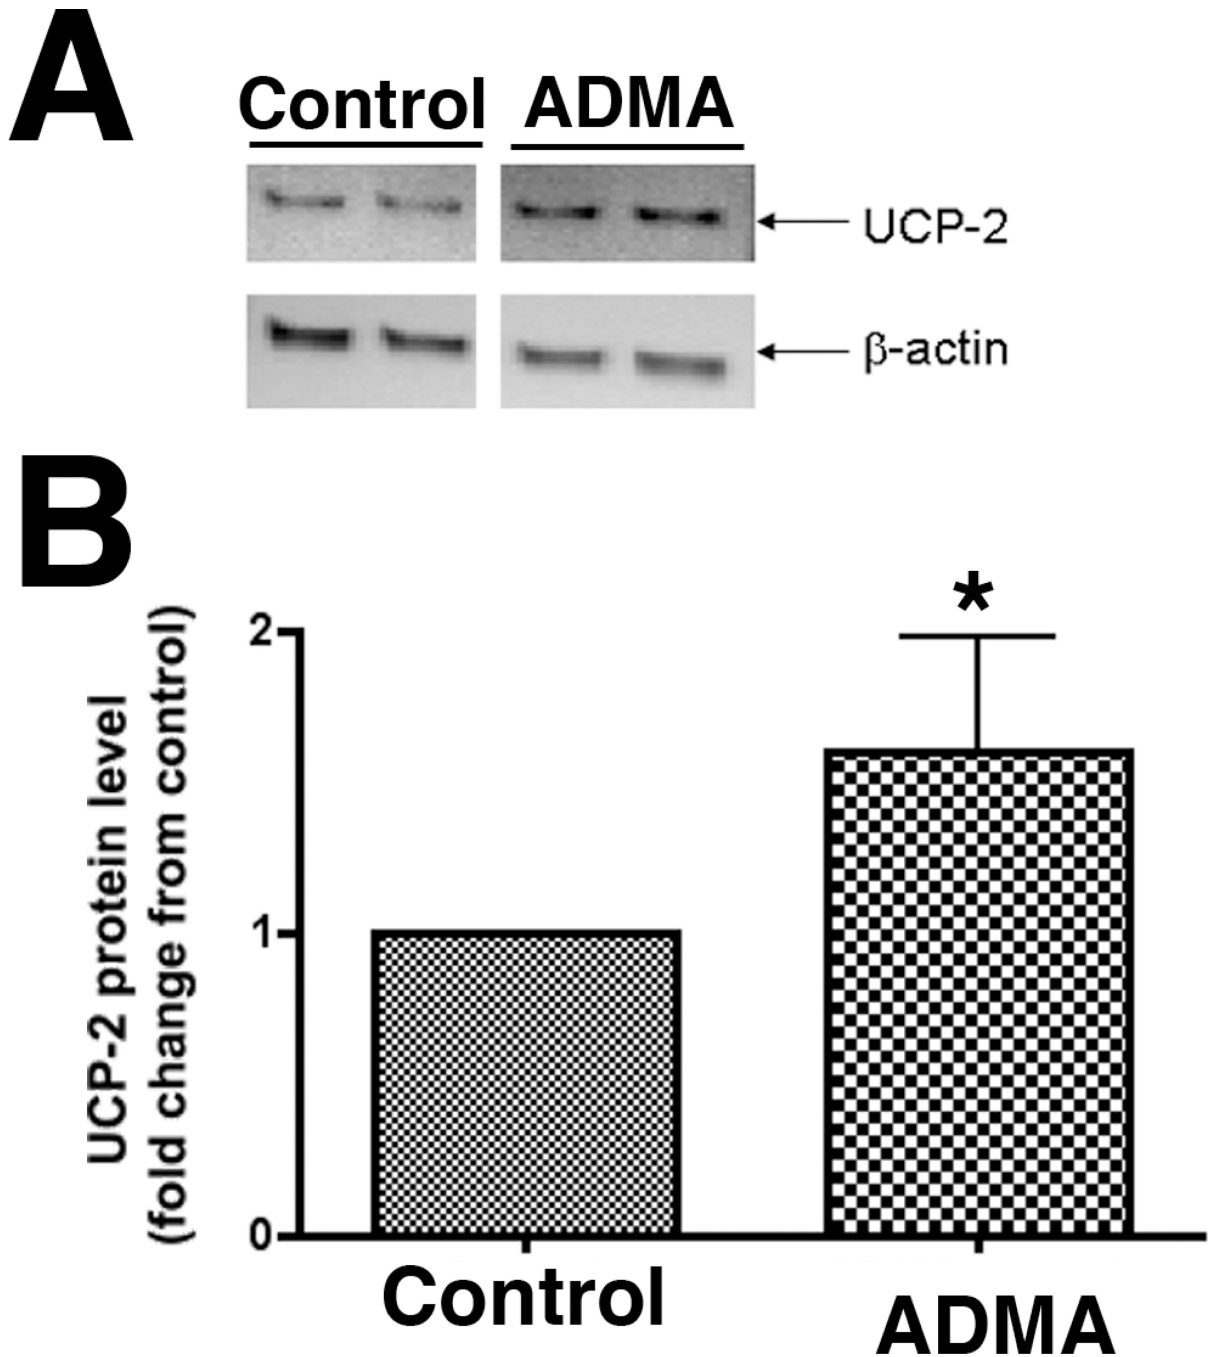 A
Control ADMA
UCP-2
β-actin
B
*
UCP-2 protein level
(fold change from control)
2
1
0
Control
ADMA